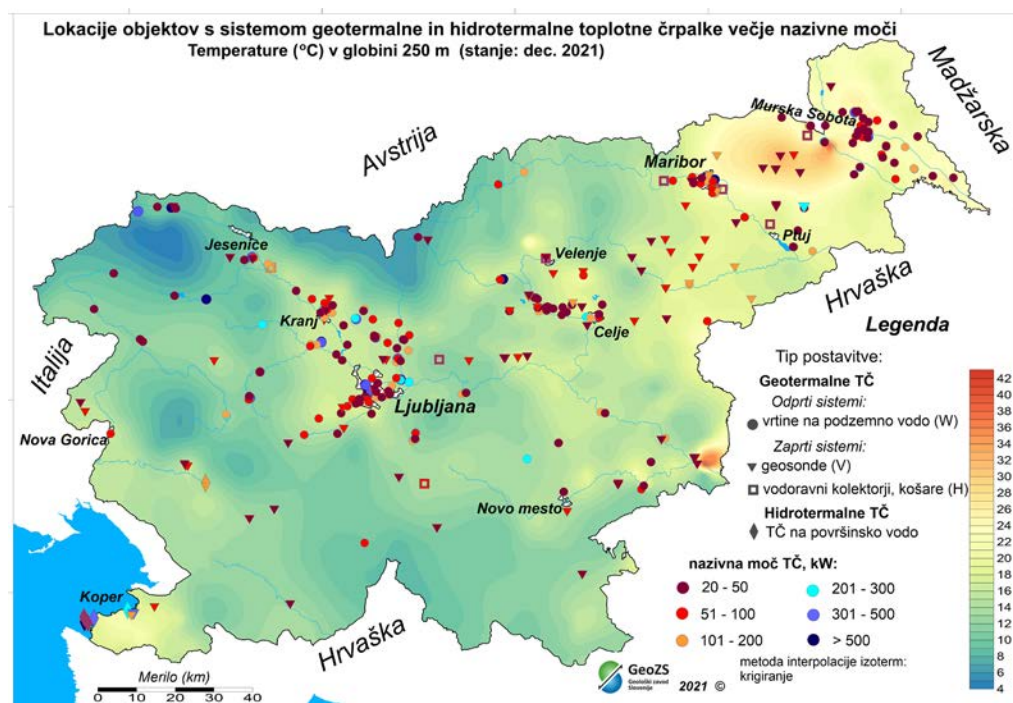 Lokacije objektov s sistemom geotermalne in hidrotermalne toplotne črpalke večje nazivne moči
Temperature (°C) v globini 250 m (stanje: dec. 2021)
Madžarska
Murska Sobota
Avstrija
Maribor
Ptuj
Jesenice
Velenje
Hrvaška
Kranj
Celje
Italija
Ljubljana
Nova Gorica
Novo mesto
Koper
Hrvaška
Merilo (km)
0 10 20 30 40
Legenda
Tip postavitve:
Geotermalne TČ
Odprti sistemi:
vrtine na podzemno vodo (W)
Zaprti sistemi:
geosonde (V)
vodoravni kolektorji, košare (H)
Hidrotermalne TČ
TČ na površinsko vodo
nazivna moč TČ, kW:
20 - 50
51 - 100
101 - 200
201 - 300
301 - 500
> 500
metoda interpolacije izoterm:
krigiranje
GeoZS
Geološki zavod
Slovenije
2021 ©
42
40
38
36
34
32
30
28
26
24
22
20
18
16
14
12
10
8
6
4